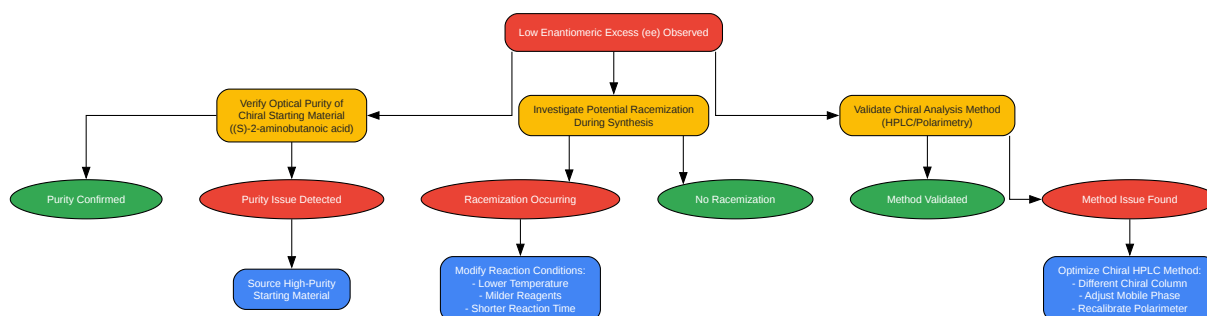 Low Enantiomeric Excess (ee) Observed
Verify Optical Purity of
Chiral Starting Material
((S)-2-aminobutanoic acid)
Investigate Potential Racemization
During Synthesis
Validate Chiral Analysis Method
(HPLC/Polarimetry)
Purity Confirmed
Purity Issue Detected
Racemization Occurring
No Racemization
Method Validated
Method Issue Found
Source High-Purity
Starting Material
Modify Reaction Conditions:
- Lower Temperature
- Milder Reagents
- Shorter Reaction Time
Optimize Chiral HPLC Method:
- Different Chiral Column
- Adjust Mobile Phase
- Recalibrate Polarimeter